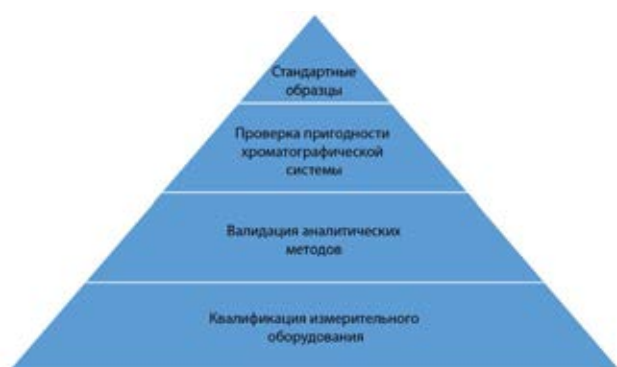 Стандартные
образцы
Проверка пригодности
хроматографической
системы
Валидация аналитических
методов
Квалификация измерительного
оборудования